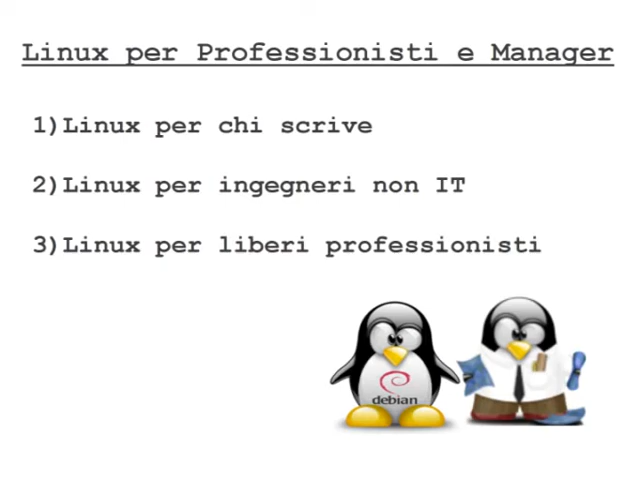 Linux per Professionisti e Manager
1)Linux per chi scrive
2)Linux per ingegneri non IT
3)Linux per liberi professionisti
debian